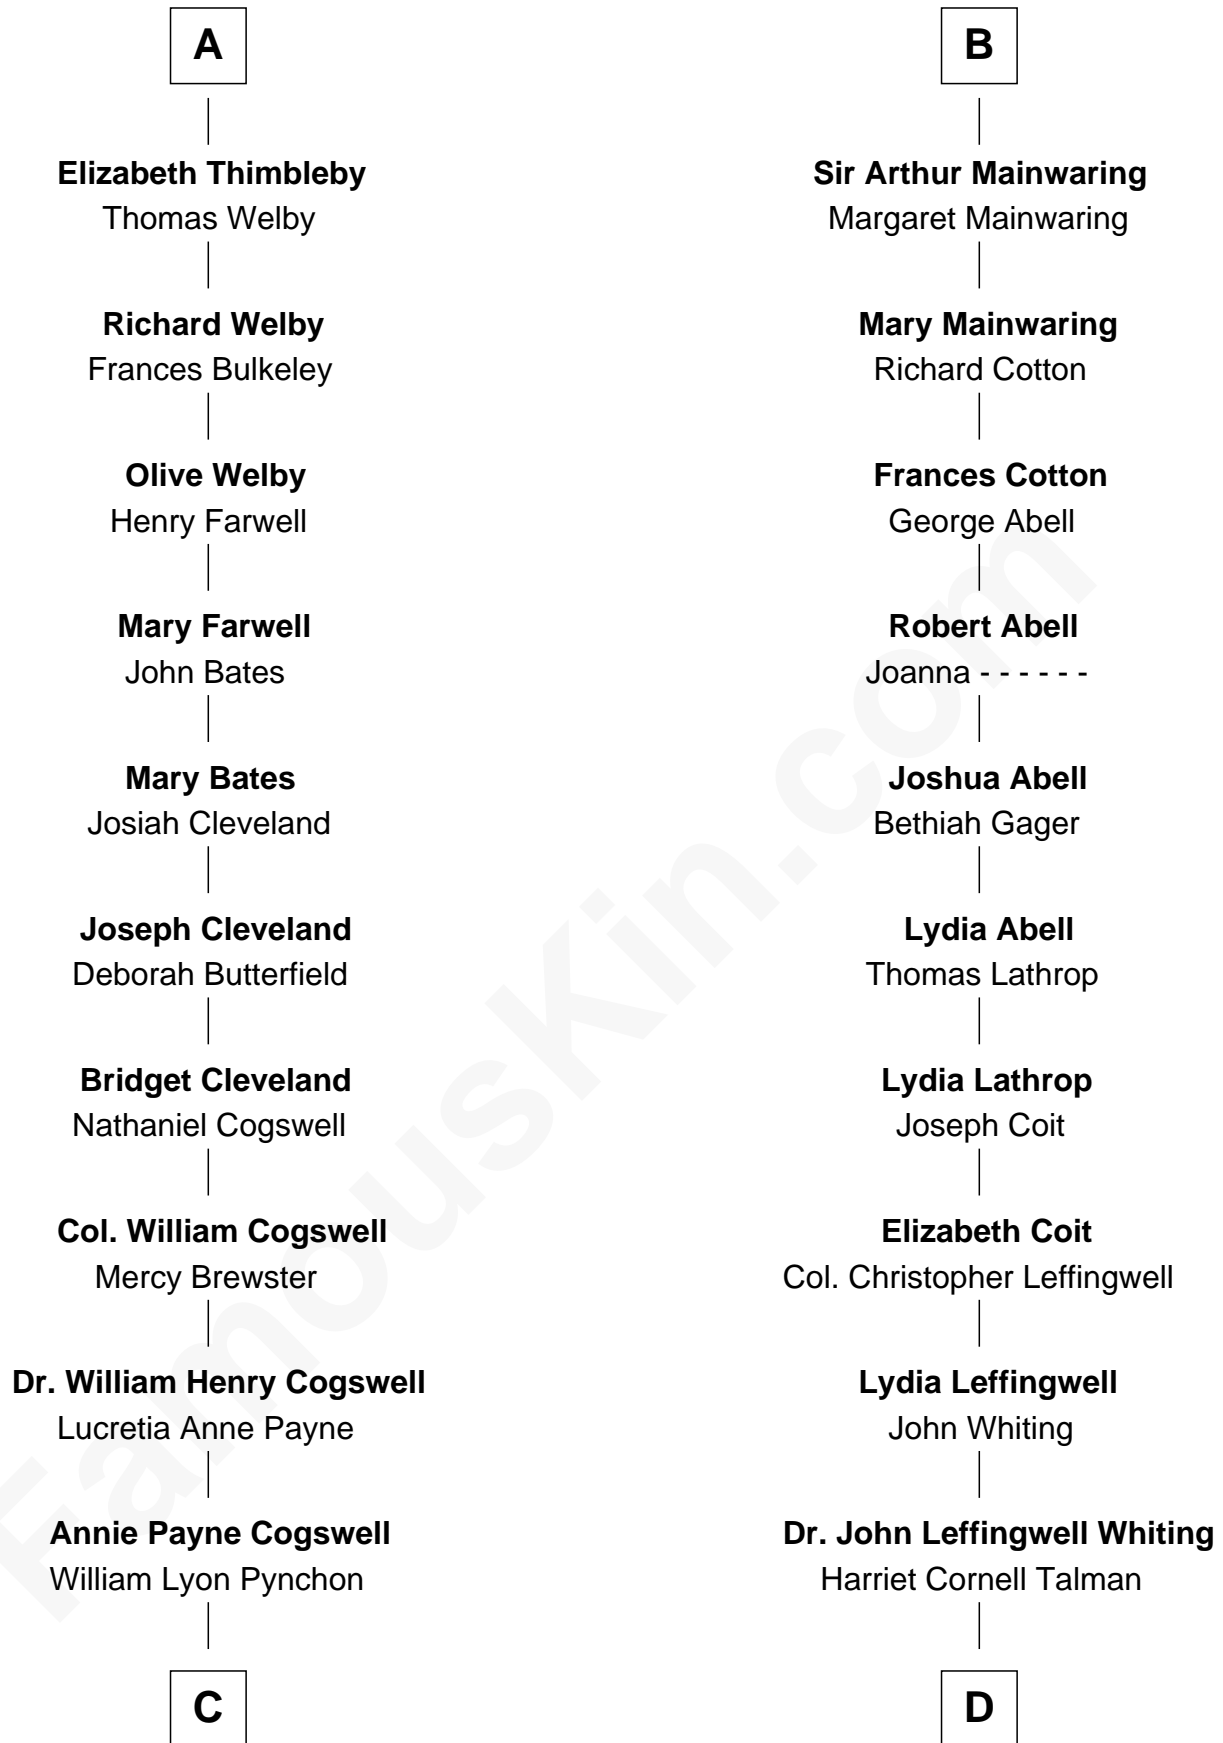 A
Elizabeth Thimbleby
Thomas Welby
Richard Welby
Frances Bulkeley
Olive Welby
Henry Farwell
Mary Farwell
John Bates
Mary Bates
Josiah Cleveland
Joseph Cleveland
Deborah Butterfield
Bridget Cleveland
Nathaniel Cogswell
Col. William Cogswell
Mercy Brewster
Dr. William Henry Cogswell
Lucretia Anne Payne
Annie Payne Cogswell
William Lyon Pynchon
C
B
Sir Arthur Mainwaring
Margaret Mainwaring
Mary Mainwaring
Richard Cotton
Frances Cotton
George Abell
Robert Abell
Joanna - - - - - -
Joshua Abell
Bethiah Gager
Lydia Abell
Thomas Lathrop
Lydia Lathrop
Joseph Coit
Elizabeth Coit
Col. Christopher Leffingwell
Lydia Leffingwell
John Whiting
Dr. John Leffingwell Whiting
Harriet Cornell Talman
D
FamousKin.com